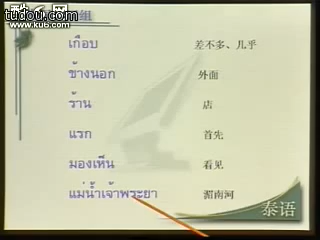 tudou.com
www.ku6.com
组
เกือบ 差不多、几乎
ข้างนอก 外面
ร้าน 店
แรก 首先
มองเห็น 看见
แม่น้ำเจ้าพระยา 湄南河
泰语